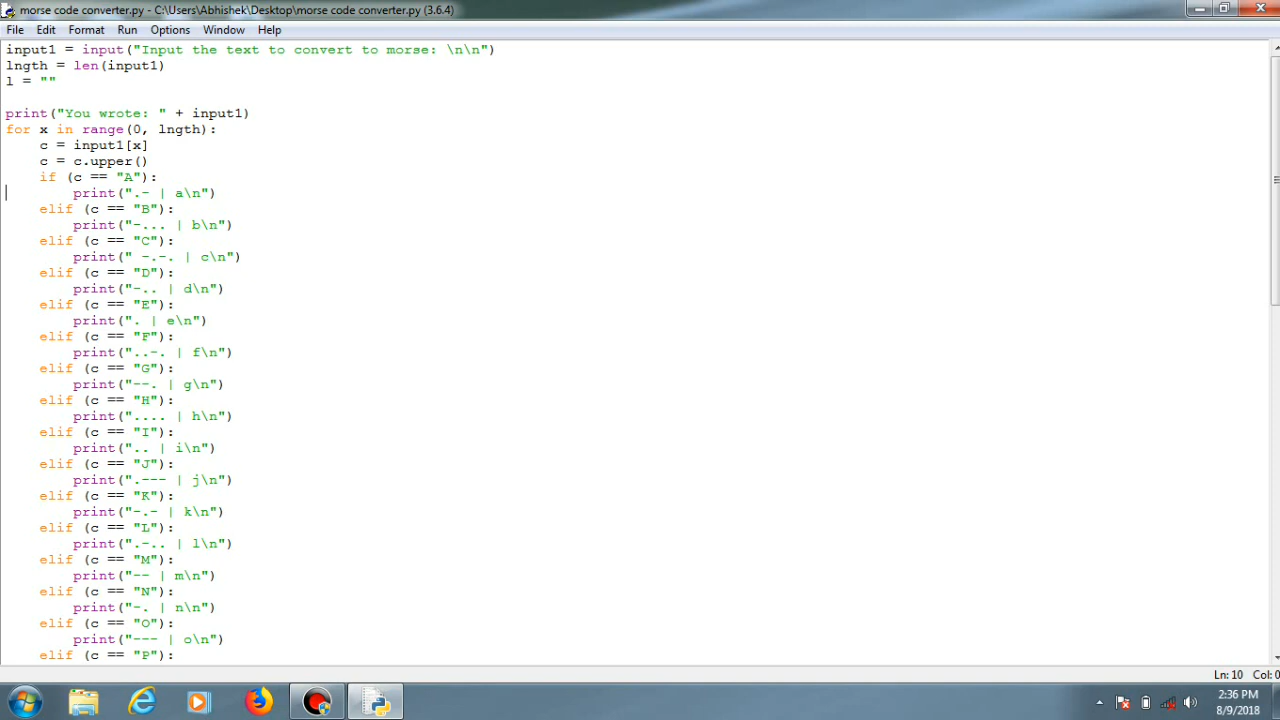 morse code converter.py - C:\Users\Abhishek\Desktop\morse code converter.py (3.6.4)
File Edit Format Run Options Window Help
input1 = input("Input the text to convert to morse: \n\n")
lngth = len(input1)
l = ""
print("You wrote: " + input1)
for x in range(0, lngth):
    c = input1[x]
    c = c.upper()
    if (c == "A"):
        print(".- | a\n")
    elif (c == "B"):
        print("-... | b\n")
    elif (c == "C"):
        print(" -.-. | c\n")
    elif (c == "D"):
        print("-.. | d\n")
    elif (c == "E"):
        print(". | e\n")
    elif (c == "F"):
        print("..-. | f\n")
    elif (c == "G"):
        print("--. | g\n")
    elif (c == "H"):
        print(".... | h\n")
    elif (c == "I"):
        print(".. | i\n")
    elif (c == "J"):
        print(".--- | j\n")
    elif (c == "K"):
        print("-.- | k\n")
    elif (c == "L"):
        print(".-.. | l\n")
    elif (c == "M"):
        print("-- | m\n")
    elif (c == "N"):
        print("-. | n\n")
    elif (c == "O"):
        print("--- | o\n")
    elif (c == "P"):
Ln: 10 Col: 0
2:36 PM
8/9/2018